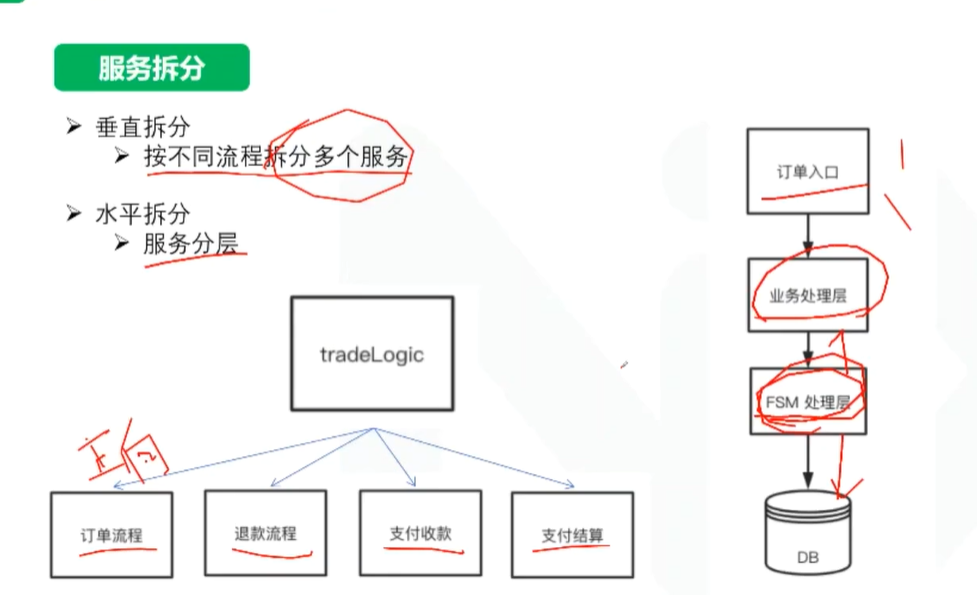 服务拆分
垂直拆分
按不同流程拆分多个服务
水平拆分
服务分层
tradeLogic
正向
订单流程
退款流程
支付收款
支付结算
订单入口
业务处理层
FSM 处理层
DB